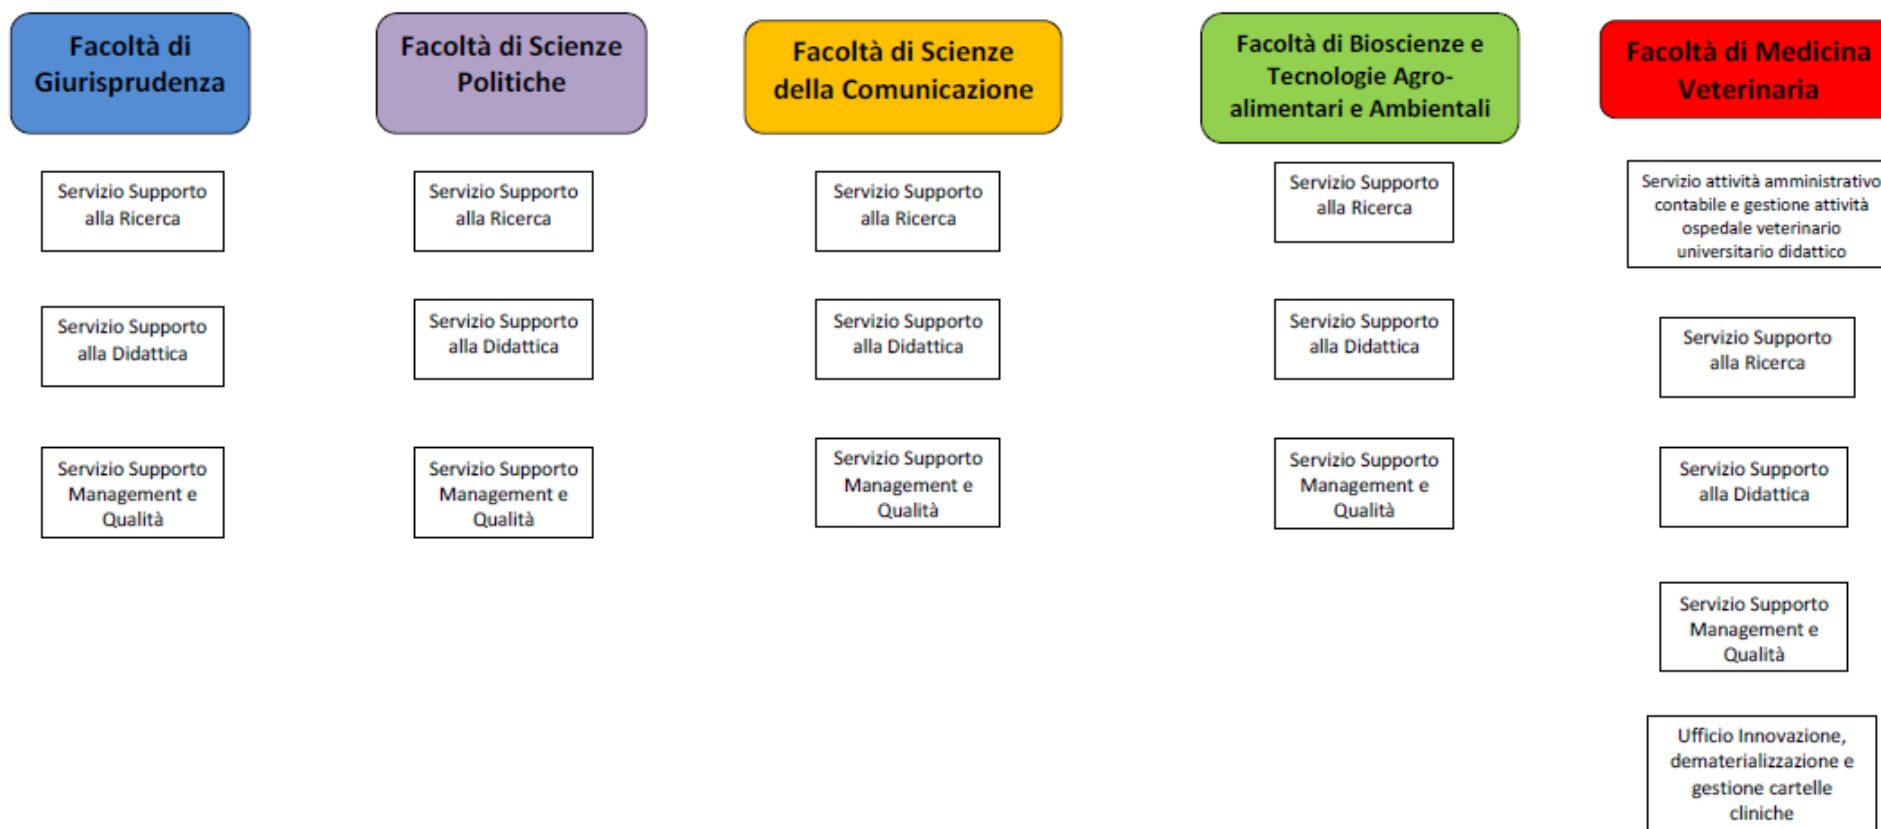 Facoltà di
Giurisprudenza
Servizio Supporto
alla Ricerca
Servizio Supporto
alla Didattica
Servizio Supporto
Management e
Qualità
Facoltà di Scienze
Politiche
Servizio Supporto
alla Ricerca
Servizio Supporto
alla Didattica
Servizio Supporto
Management e
Qualità
Facoltà di Scienze
della Comunicazione
Servizio Supporto
alla Ricerca
Servizio Supporto
alla Didattica
Servizio Supporto
Management e
Qualità
Facoltà di Bioscienze e
Tecnologie Agro-
alimentari e Ambientali
Servizio Supporto
alla Ricerca
Servizio Supporto
alla Didattica
Servizio Supporto
Management e
Qualità
Facoltà di Medicina
Veterinaria
Servizio attività amministrativo
contabile e gestione attività
ospedale veterinario
universitario didattico
Servizio Supporto
alla Ricerca
Servizio Supporto
alla Didattica
Servizio Supporto
Management e
Qualità
Ufficio Innovazione,
dematerializzazione e
gestione cartelle
cliniche